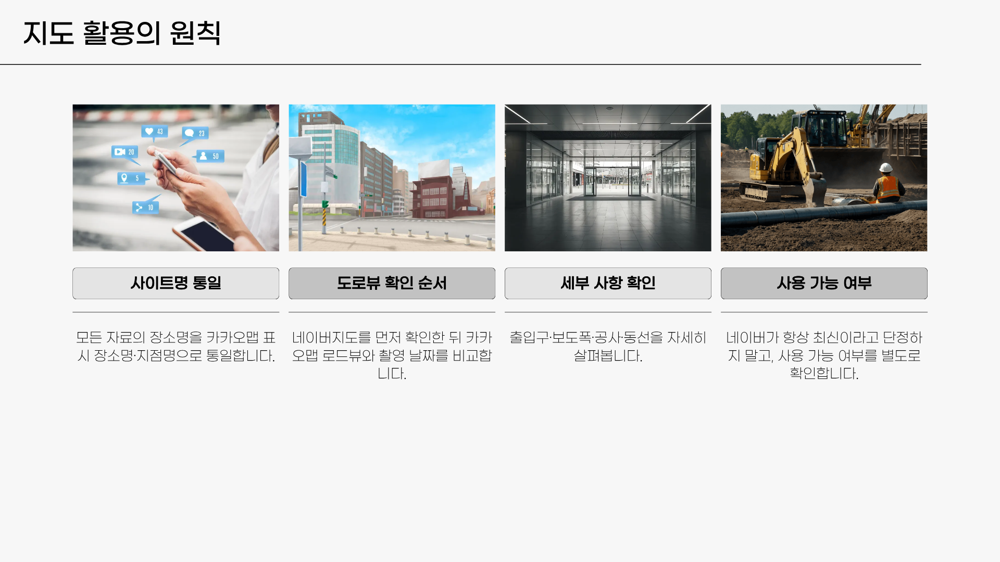 지도 활용의 원칙
43
23
20
50
5
10
사이트명 통일
도로뷰 확인 순서
세부 사항 확인
사용 가능 여부
모든 자료의 장소명을 카카오맵 표
시 장소명·지점명으로 통일합니다.
네이버지도를 먼저 확인한 뒤 카카
오맵 로드뷰와 촬영 날짜를 비교합
니다.
출입구·보도폭·공사·동선을 자세히
살펴봅니다.
네이버가 항상 최신이라고 단정하
지 말고, 사용 가능 여부를 별도로
확인합니다.